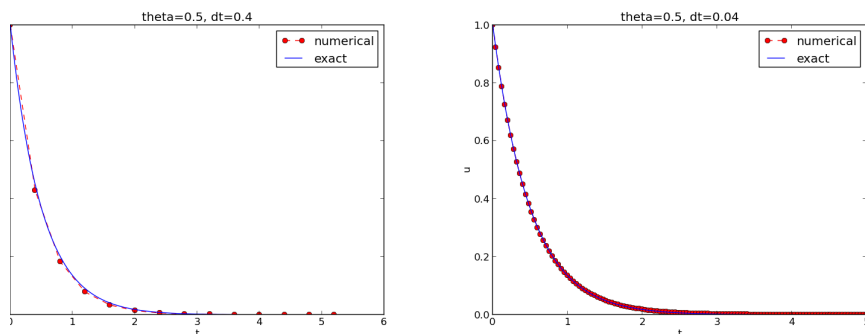 theta=0.5, dt=0.4
numerical
exact
0 1 2 3 4 5 6
t
theta=0.5, dt=0.04
numerical
exact
1.0
0.8
0.6
u
0.4
0.2
0.0
0 1 2 3 4
t